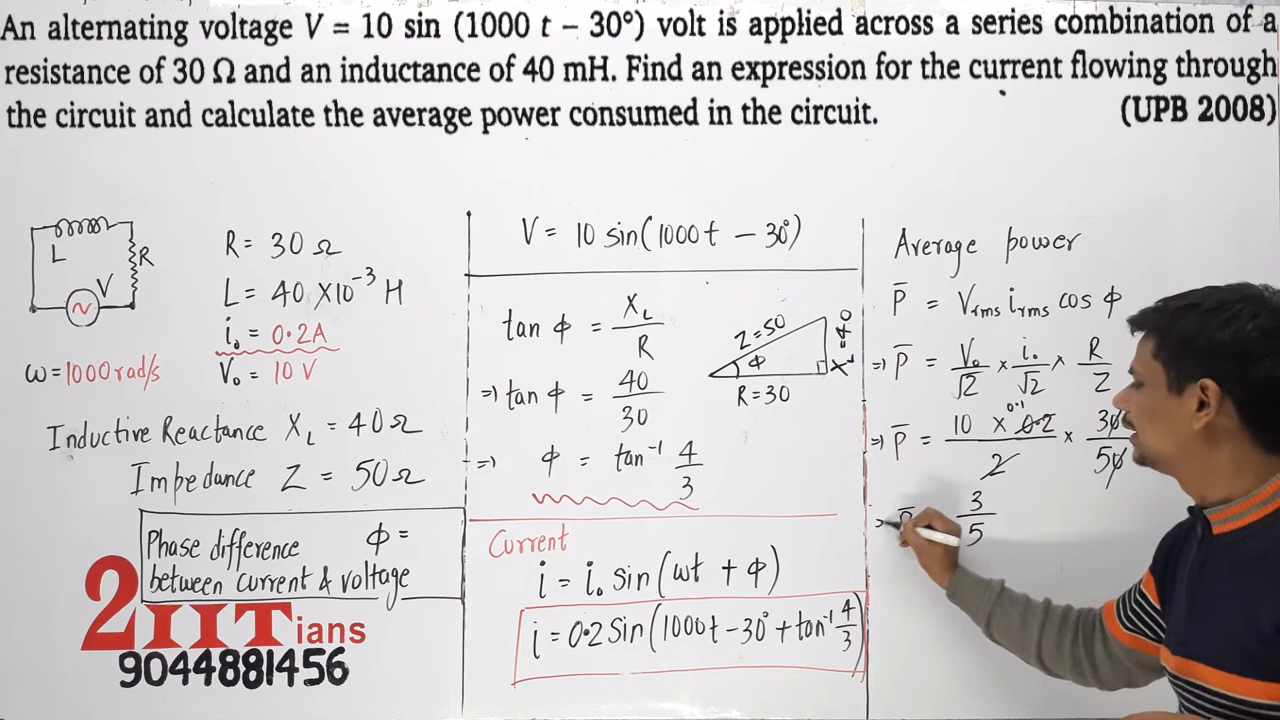 An alternating voltage V = 10 sin (1000 t – 30°) volt is applied across a series combination of a
resistance of 30 Ω and an inductance of 40 mH. Find an expression for the current flowing through
the circuit and calculate the average power consumed in the circuit. (UPB 2008)
L
R
V
~
R = 30 Ω
L = 40 X10⁻³ H
i₀ = 0.2A
V₀ = 10 V
ω = 1000 rad/s
Inductive Reactance X_L = 40 Ω
Impedance Z = 50 Ω
Phase difference φ =
between current & voltage
2IITians
9044881456
V = 10 sin(1000t – 30°)
tan φ = X_L/R
⇒ tan φ = 40/30
⇒ φ = tan⁻¹ 4/3
Z=50
φ
X_L=40
R=30
Current
i = i₀ sin(ωt + φ)
i = 0.2 Sin(1000t – 30° + tan⁻¹ 4/3)
Average power
P̄ = Vrms irms cos φ
⇒ P̄ = V₀/√2 × i₀/√2 × R/Z
0.1
⇒ P̄ = 10 × 0.2/2 × 30/50
3/5